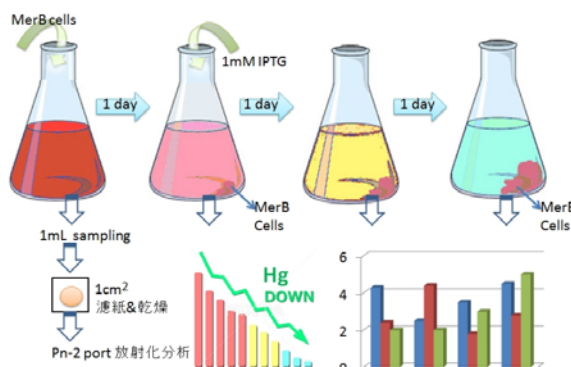 MerB cells
1mM IPTG
1 day
1 day
1 day
MerB
Cells
MerB
Cells
1mL sampling
1cm2
濾紙&乾燥
Pn-2 port 放射化分析
Hg
DOWN
6
4
2
0